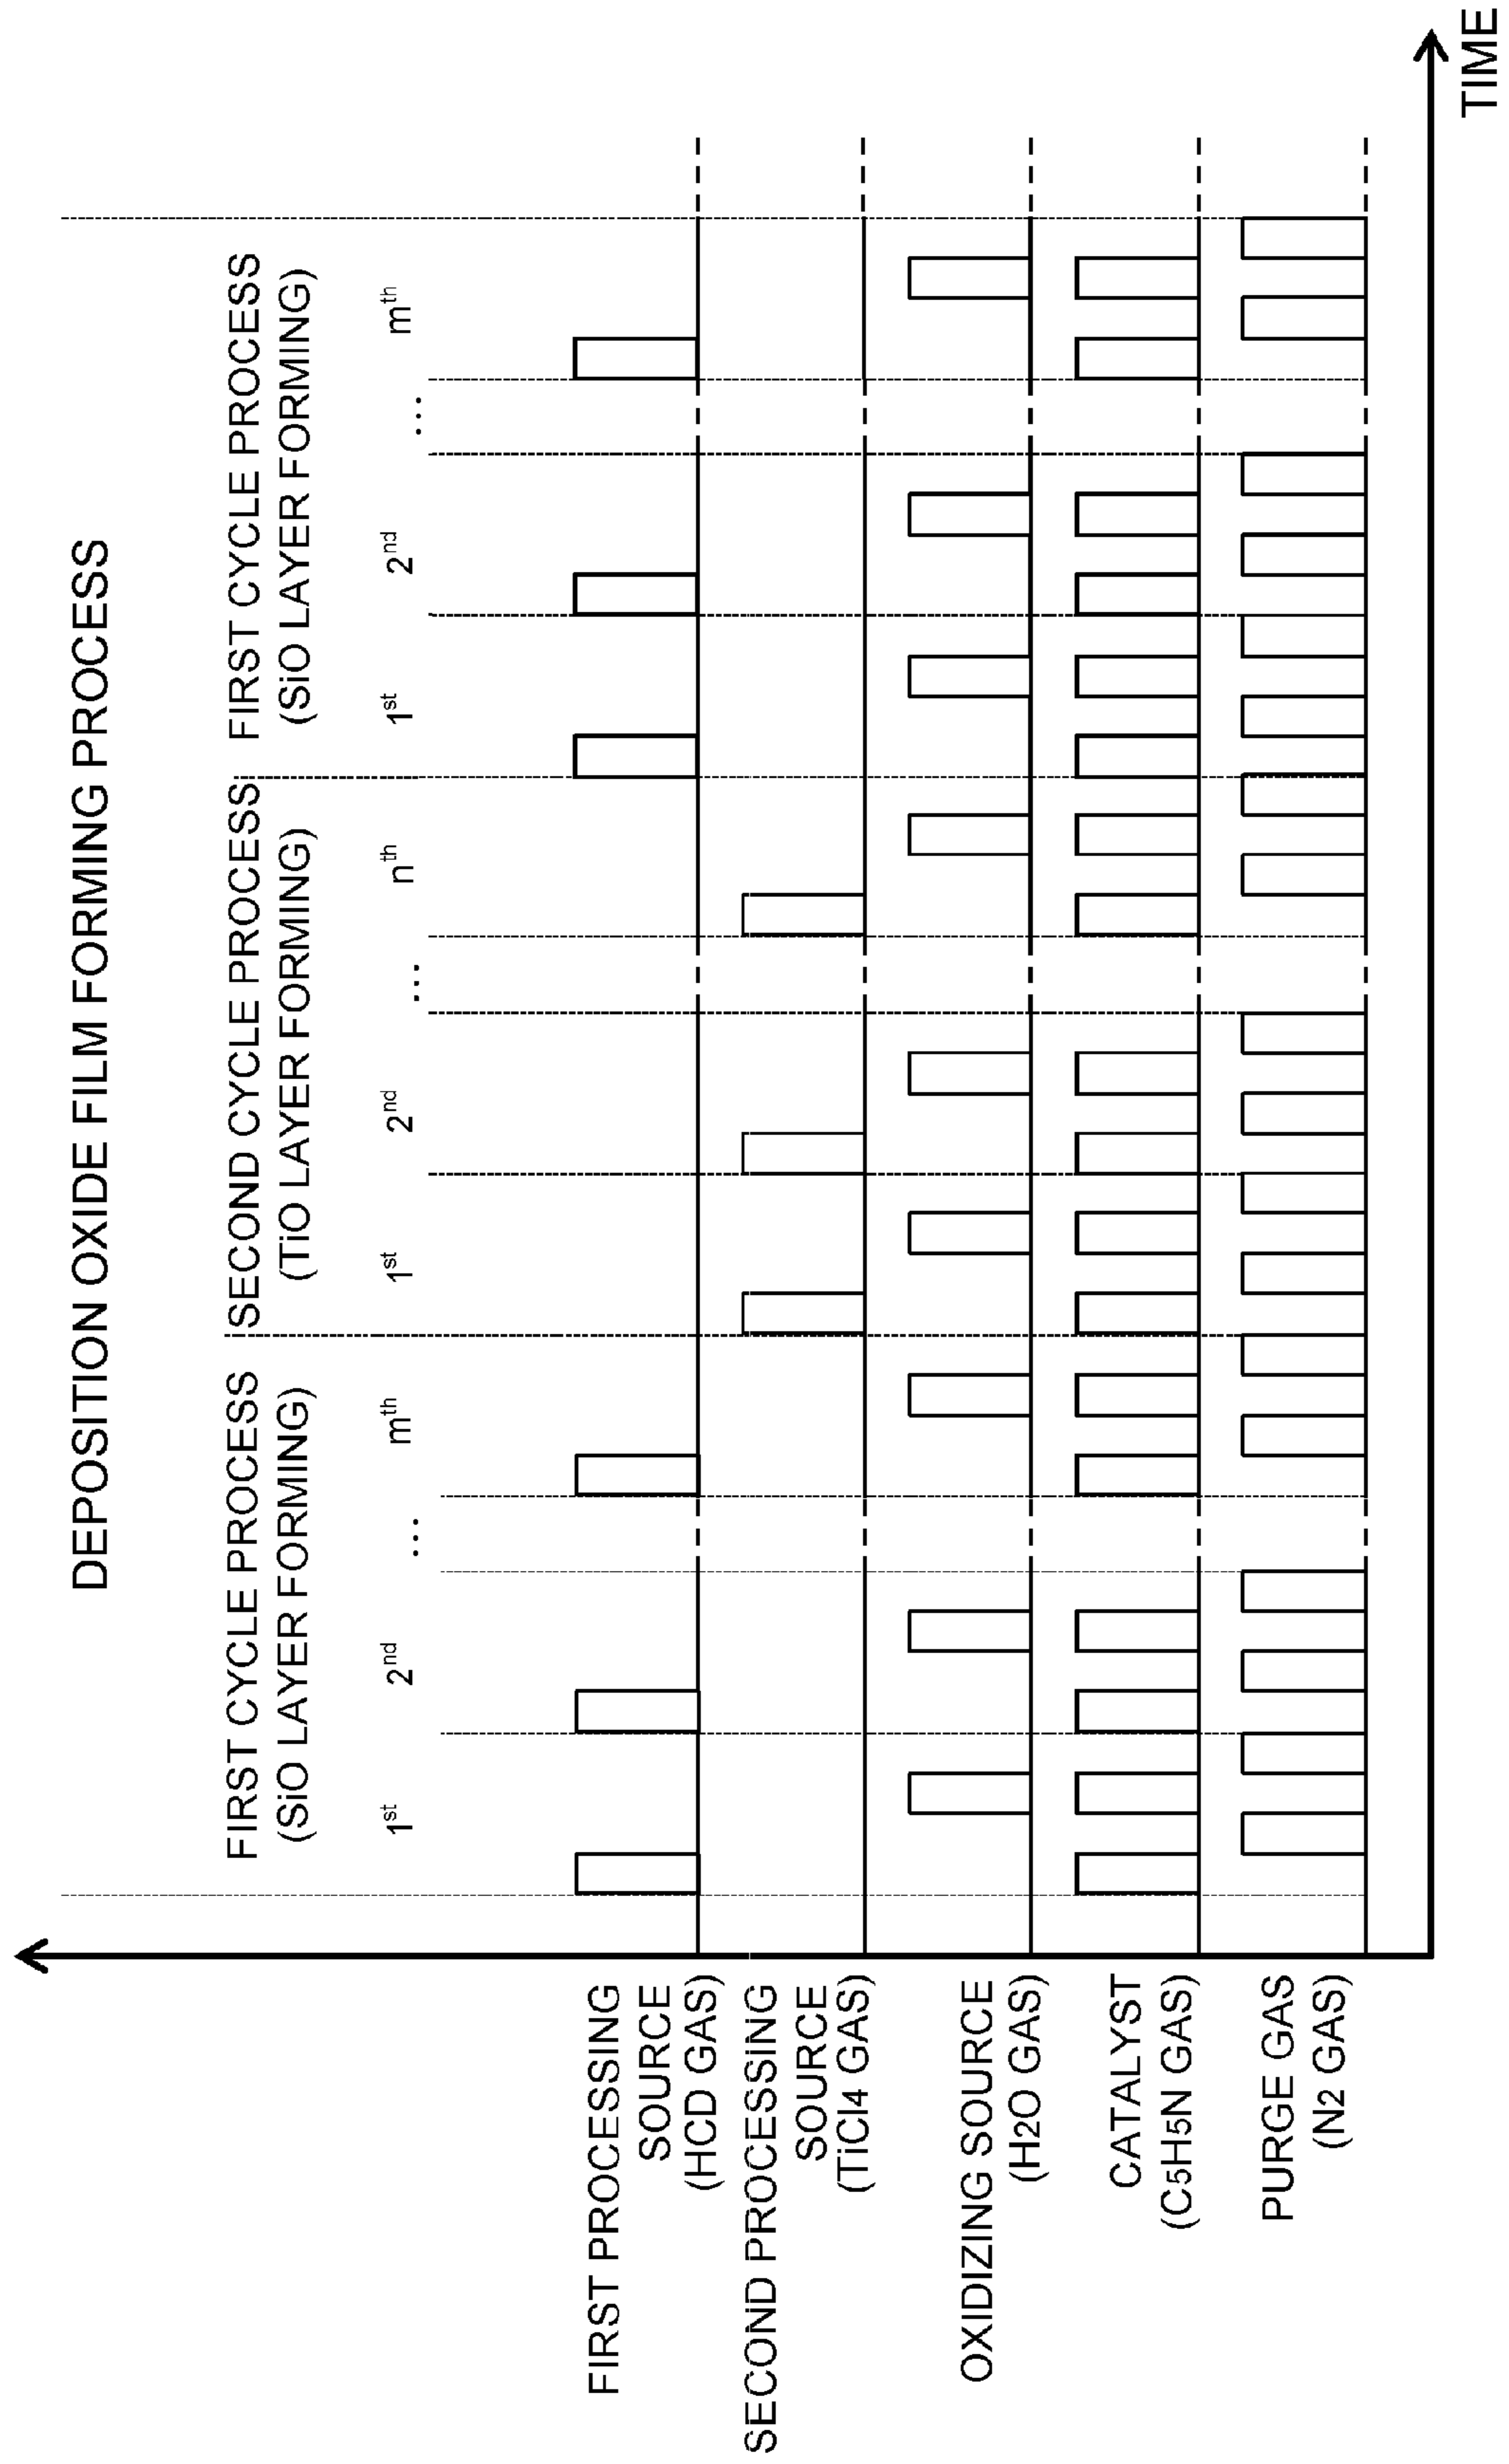 DEPOSITION OXIDE FILM FORMING PROCESS
FIRST CYCLE PROCESS
(SiO LAYER FORMING)
SECOND CYCLE PROCESS
(TiO LAYER FORMING)
FIRST CYCLE PROCESS
(SiO LAYER FORMING)
1st 2nd ... mth 1st 2nd ... nth 1st 2nd ... mth
FIRST PROCESSING
SOURCE
(HCD GAS)
SECOND PROCESSING
SOURCE
(TiCl4 GAS)
OXIDIZING SOURCE
(H2O GAS)
CATALYST
(C5H5N GAS)
PURGE GAS
(N2 GAS)
TIME